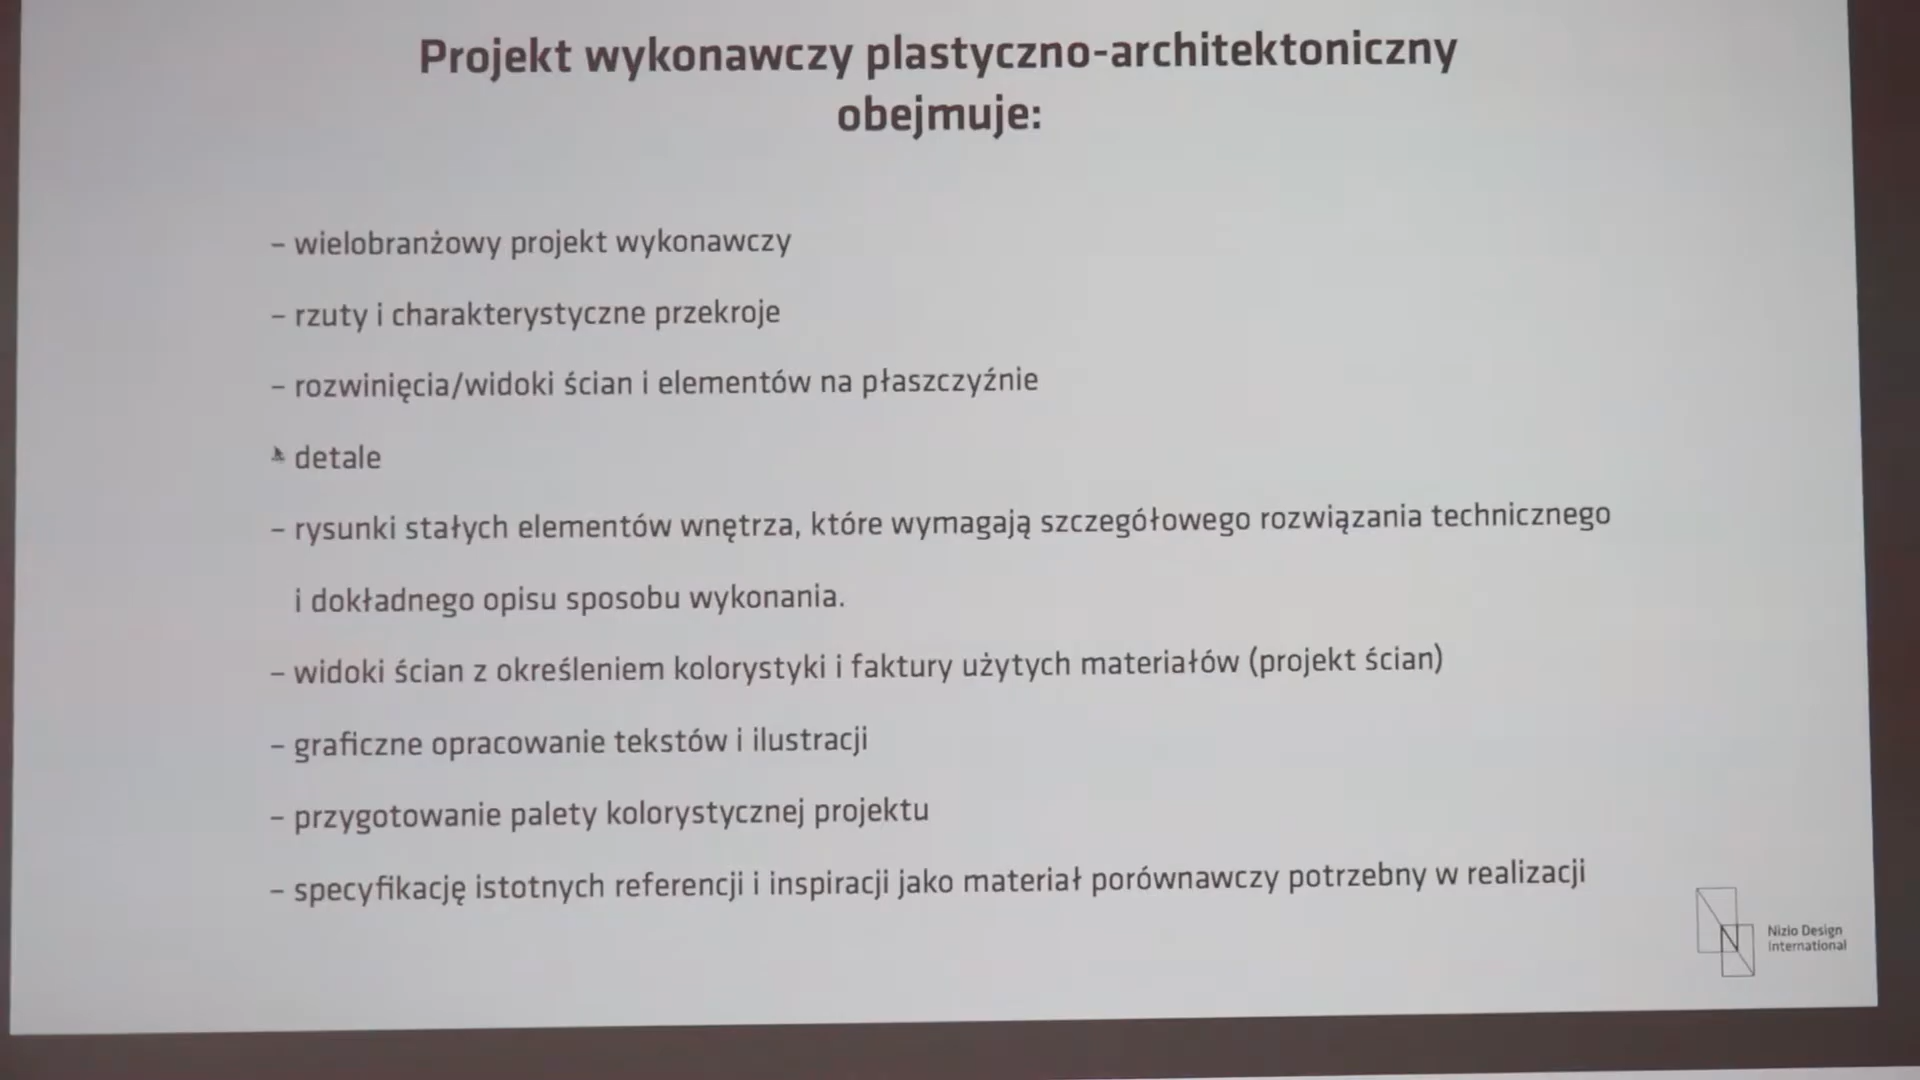 Projekt wykonawczy plastyczno-architektoniczny
obejmuje:
– wielobranżowy projekt wykonawczy
– rzuty i charakterystyczne przekroje
– rozwinięcia/widoki ścian i elementów na płaszczyźnie
detale
– rysunki stałych elementów wnętrza, które wymagają szczegółowego rozwiązania technicznego
i dokładnego opisu sposobu wykonania.
– widoki ścian z określeniem kolorystyki i faktury użytych materiałów (projekt ścian)
– graficzne opracowanie tekstów i ilustracji
– przygotowanie palety kolorystycznej projektu
– specyfikację istotnych referencji i inspiracji jako materiał porównawczy potrzebny w realizacji
Nizio Design
International